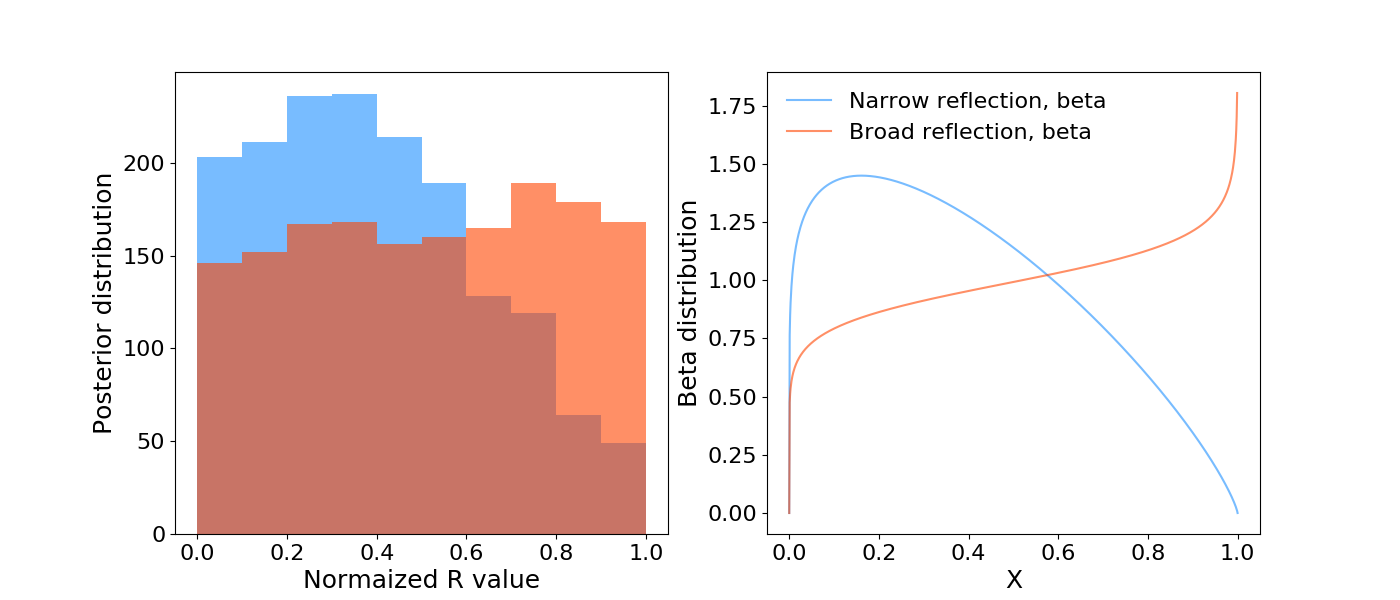 Posterior distribution
200
150
100
50
0
0.0 0.2 0.4 0.6 0.8 1.0
Normaized R value
Beta distribution
1.75
1.50
1.25
1.00
0.75
0.50
0.25
0.00
Narrow reflection, beta
Broad reflection, beta
0.0 0.2 0.4 0.6 0.8 1.0
X